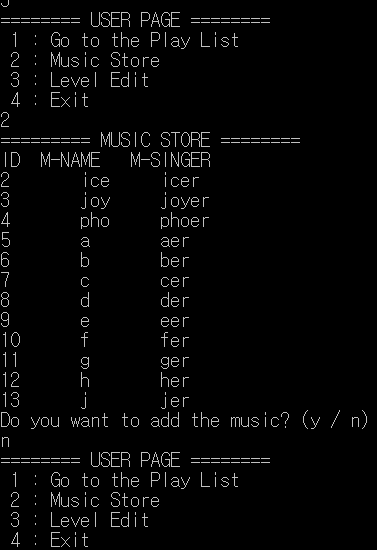 ======== USER PAGE ========
1 : Go to the Play List
2 : Music Store
3 : Level Edit
4 : Exit
2
========= MUSIC STORE ========
ID M-NAME M-SINGER
2 ice icer
3 joy joyer
4 pho phoer
5 a aer
6 b ber
7 c cer
8 d der
9 e eer
10 f fer
11 g ger
12 h her
13 j jer
Do you want to add the music? (y / n)
n
======== USER PAGE ========
1 : Go to the Play List
2 : Music Store
3 : Level Edit
4 : Exit